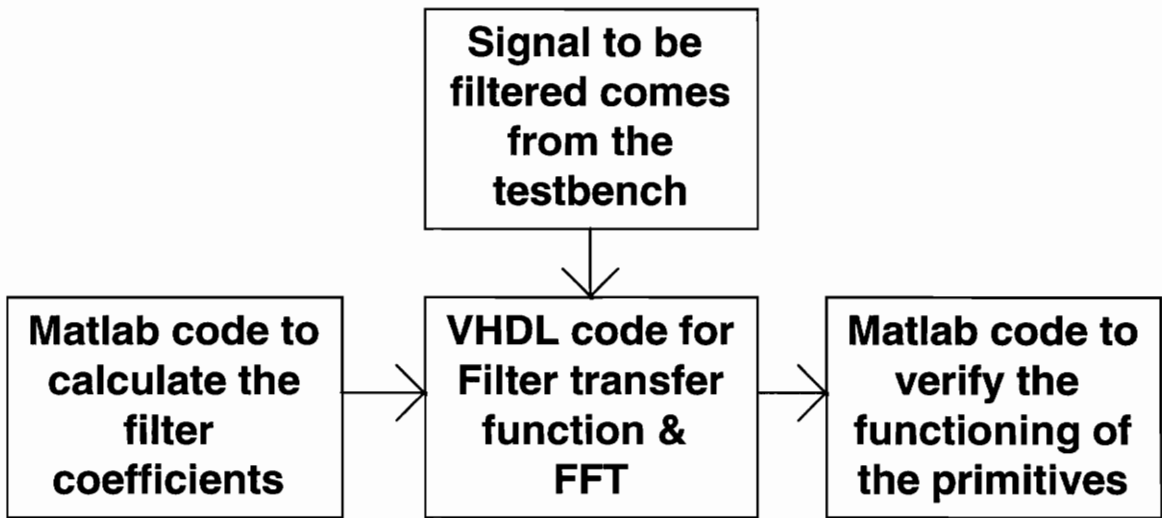 Signal to be
filtered comes
from the
testbench
Matlab code to
calculate the
filter
coefficients
VHDL code for
Filter transfer
function &
FFT
Matlab code to
verify the
functioning of
the primitives